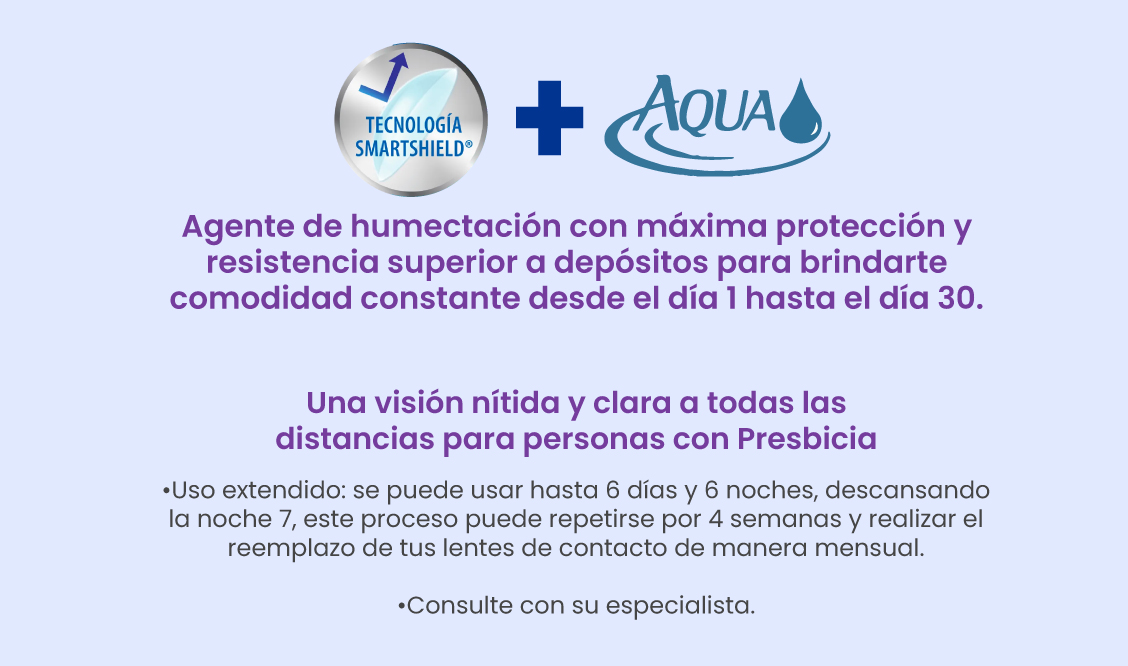 TECNOLOGÍA
SMARTSHIELD®
AQUA
Agente de humectación con máxima protección y
resistencia superior a depósitos para brindarte
comodidad constante desde el día 1 hasta el día 30.
Una visión nítida y clara a todas las
distancias para personas con Presbicia
•Uso extendido: se puede usar hasta 6 días y 6 noches, descansando
la noche 7, este proceso puede repetirse por 4 semanas y realizar el
reemplazo de tus lentes de contacto de manera mensual.
•Consulte con su especialista.